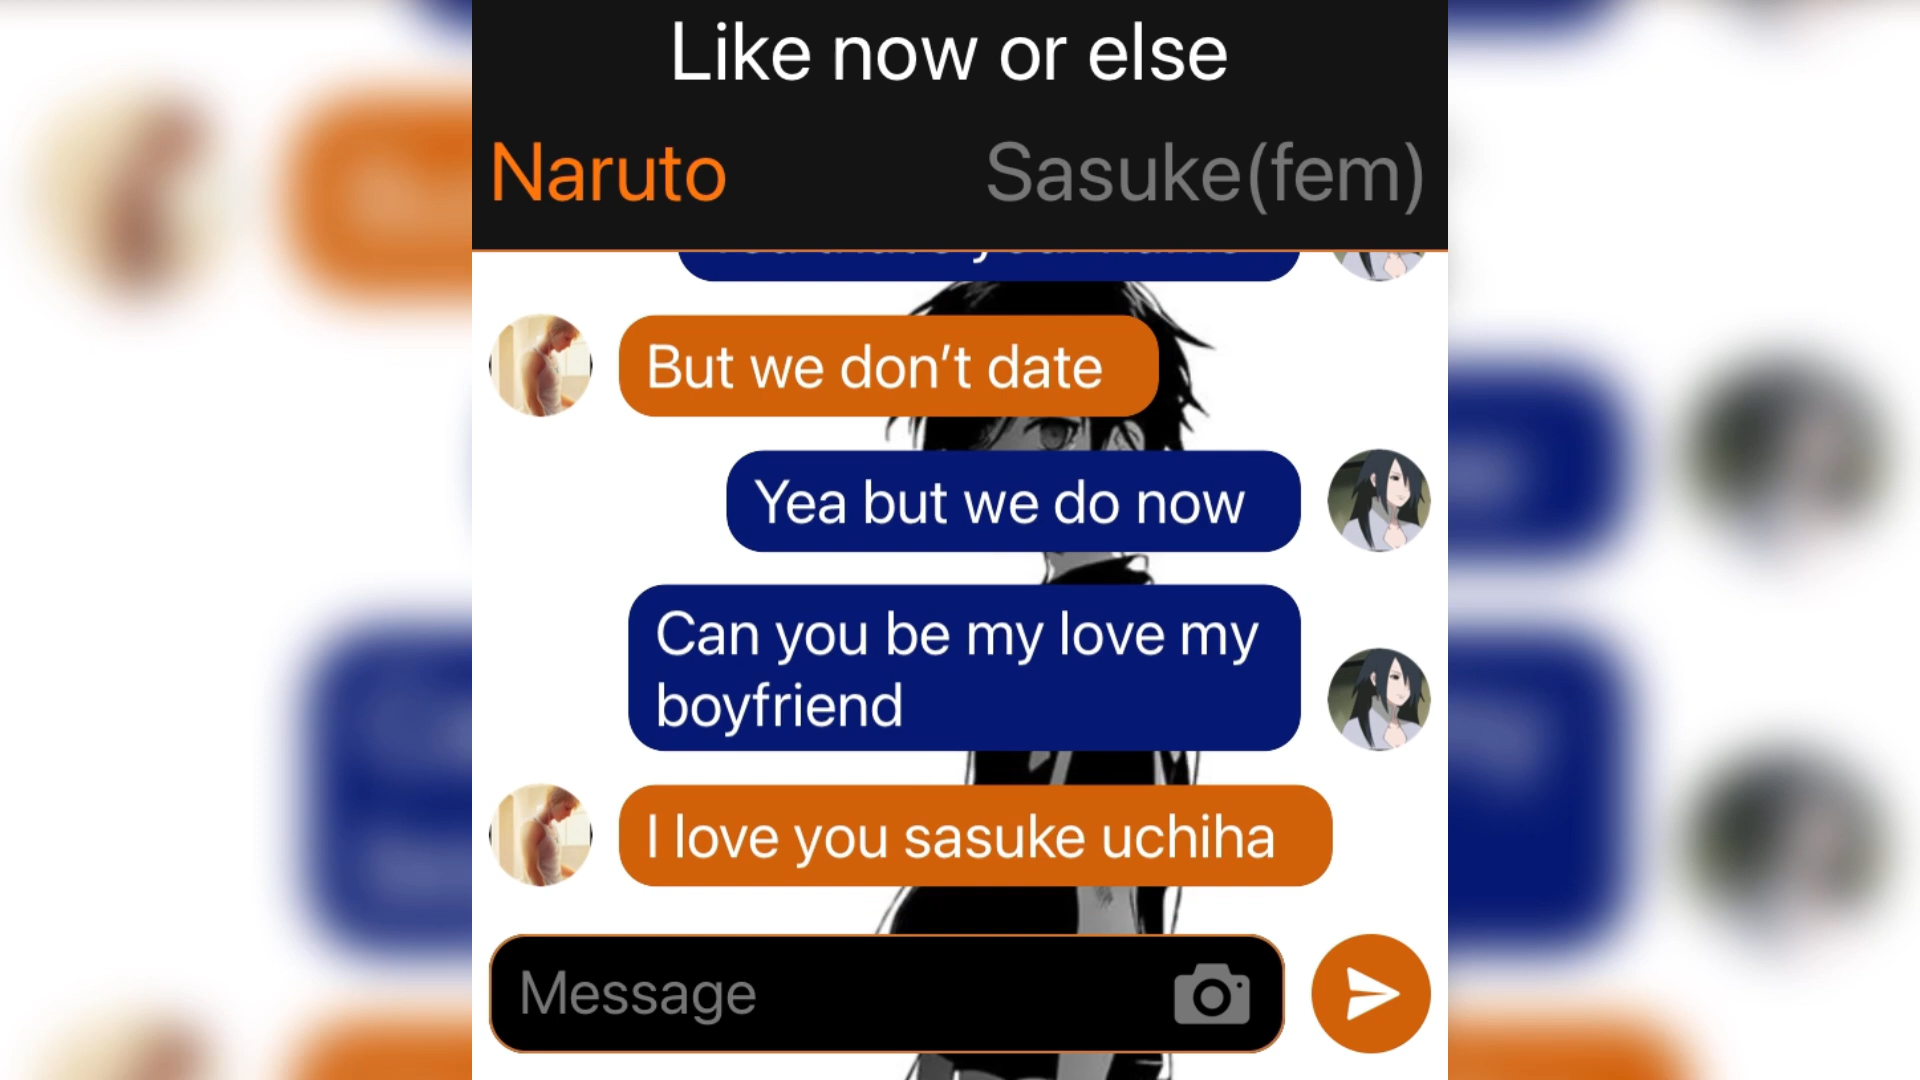 Like now or else
Naruto
Sasuke(fem)
But we don’t date
Yea but we do now
Can you be my love my
boyfriend
I love you sasuke uchiha
Message